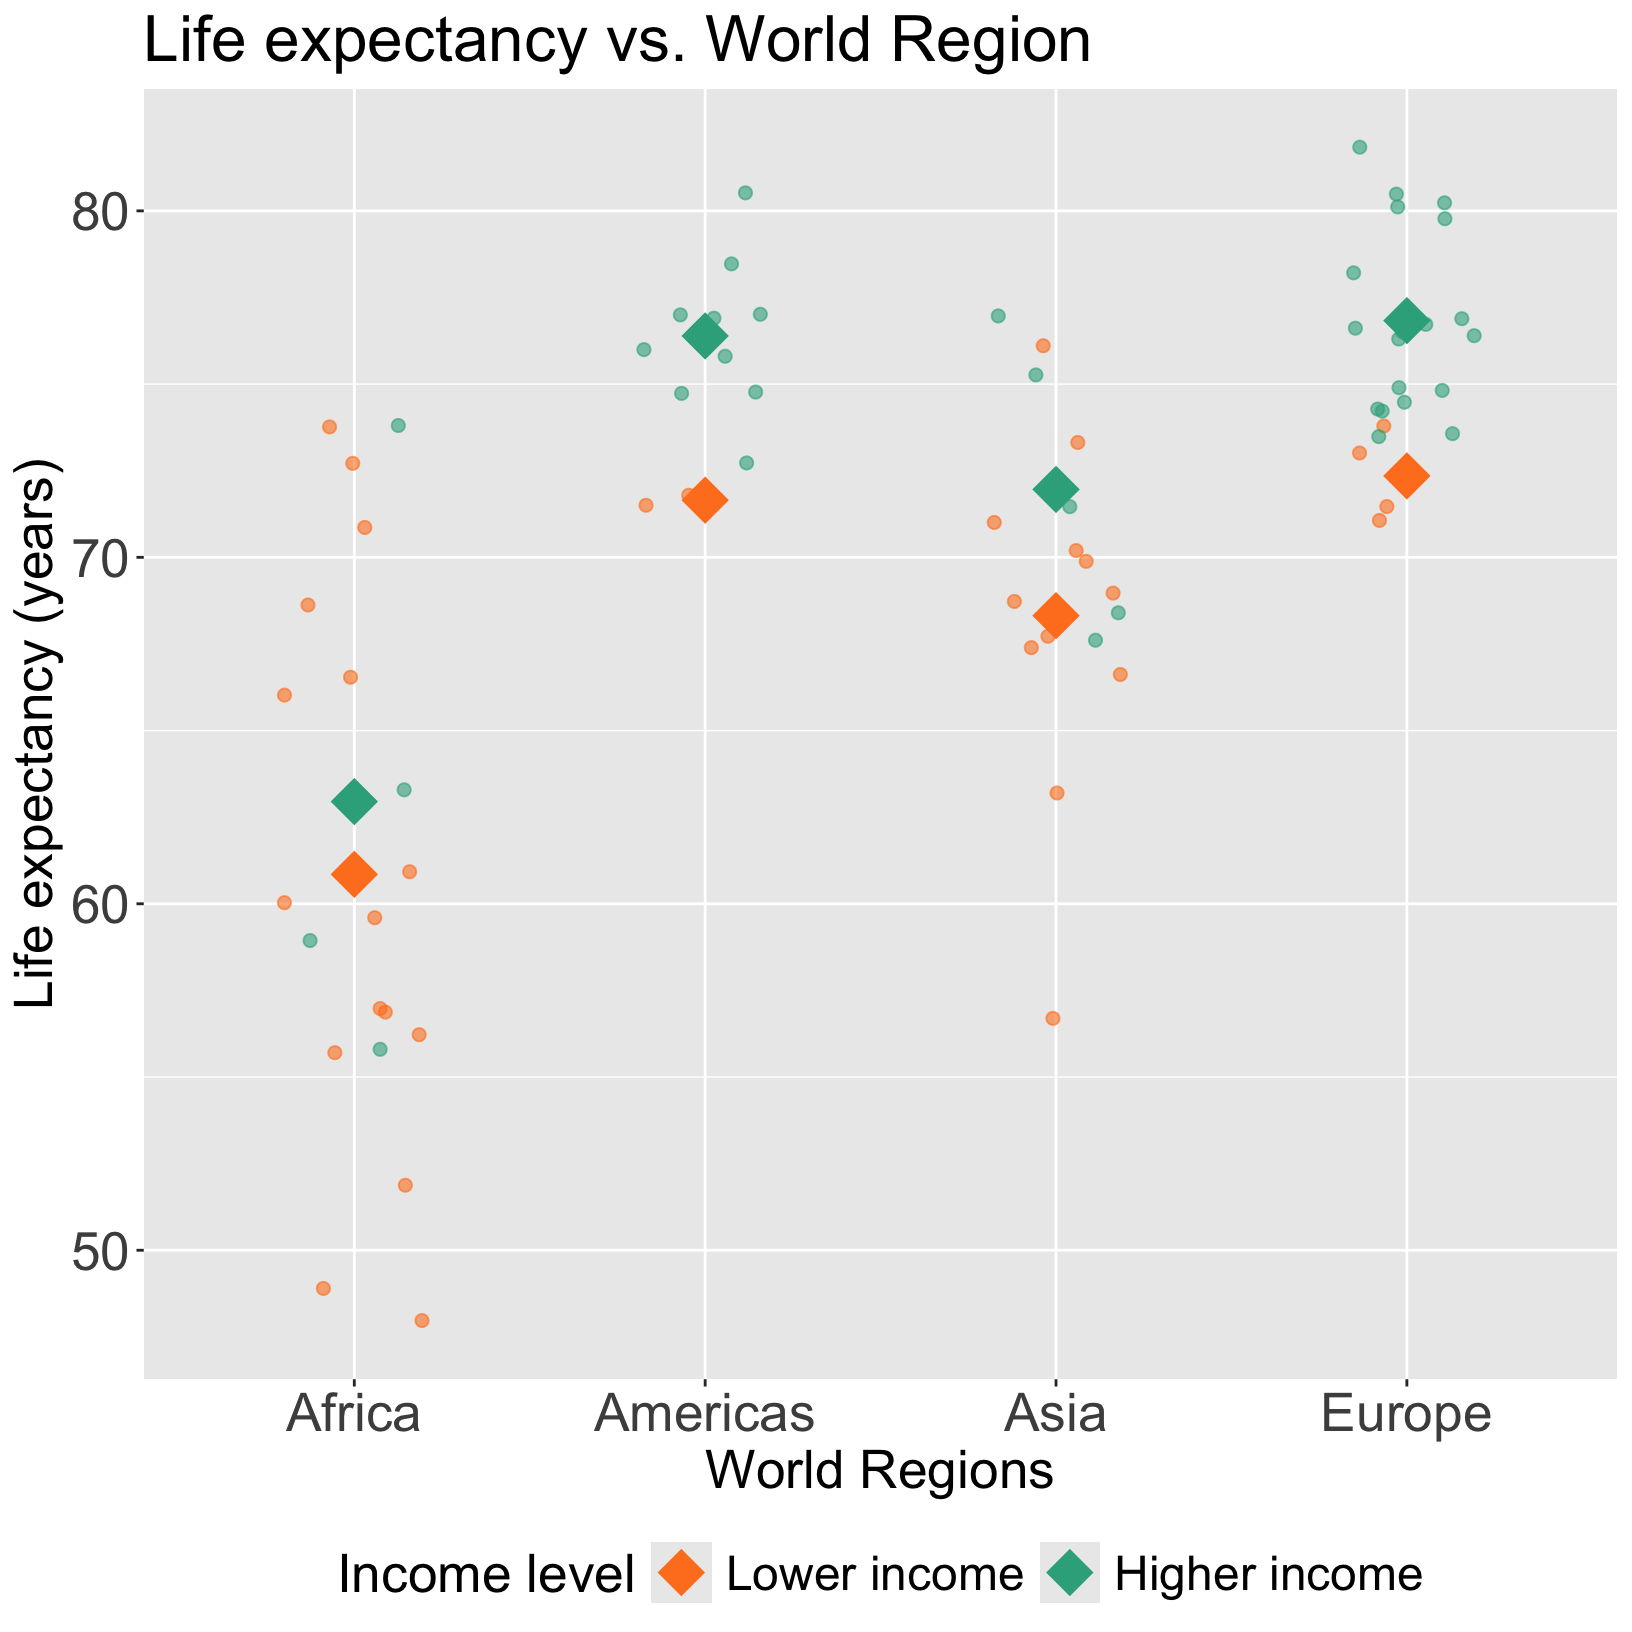 Life expectancy vs. World Region
Life expectancy (years)
80
70
60
50
Africa Americas Asia Europe
World Regions
Income level Lower income Higher income